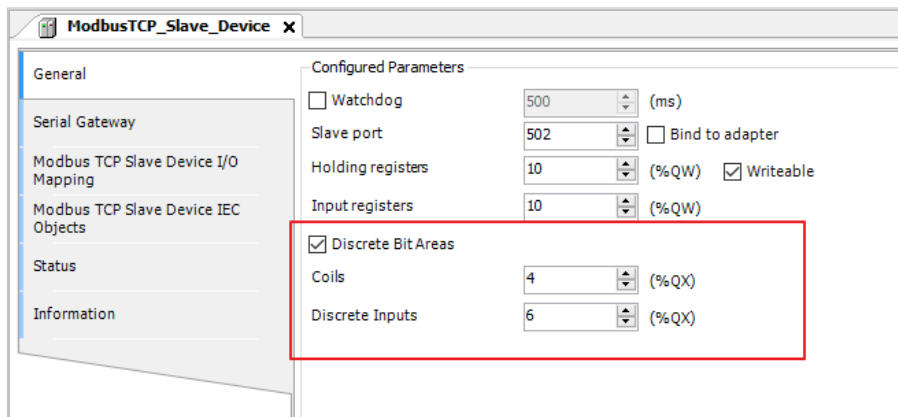 ModbusTCP_Slave_Device X
General
Serial Gateway
Modbus TCP Slave Device I/O
Mapping
Modbus TCP Slave Device IEC
Objects
Status
Information
Configured Parameters
Watchdog 500 (ms)
Slave port 502 Bind to adapter
Holding registers 10 (%QW) Writeable
Input registers 10 (%QW)
Discrete Bit Areas
Coils 4 (%QX)
Discrete Inputs 6 (%QX)